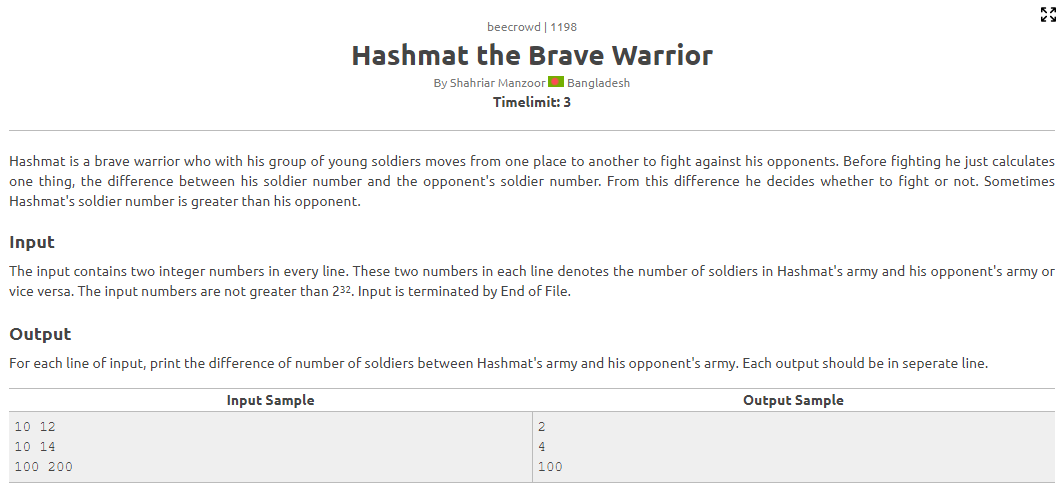 beecrowd | 1198
Hashmat the Brave Warrior
By Shahriar Manzoor Bangladesh
Timelimit: 3
Hashmat is a brave warrior who with his group of young soldiers moves from one place to another to fight against his opponents. Before fighting he just calculates
one thing, the difference between his soldier number and the opponent's soldier number. From this difference he decides whether to fight or not. Sometimes
Hashmat's soldier number is greater than his opponent.
Input
The input contains two integer numbers in every line. These two numbers in each line denotes the number of soldiers in Hashmat's army and his opponent's army or
vice versa. The input numbers are not greater than 2³². Input is terminated by End of File.
Output
For each line of input, print the difference of number of soldiers between Hashmat's army and his opponent's army. Each output should be in seperate line.
Input Sample Output Sample
10 12 2
10 14 4
100 200 100